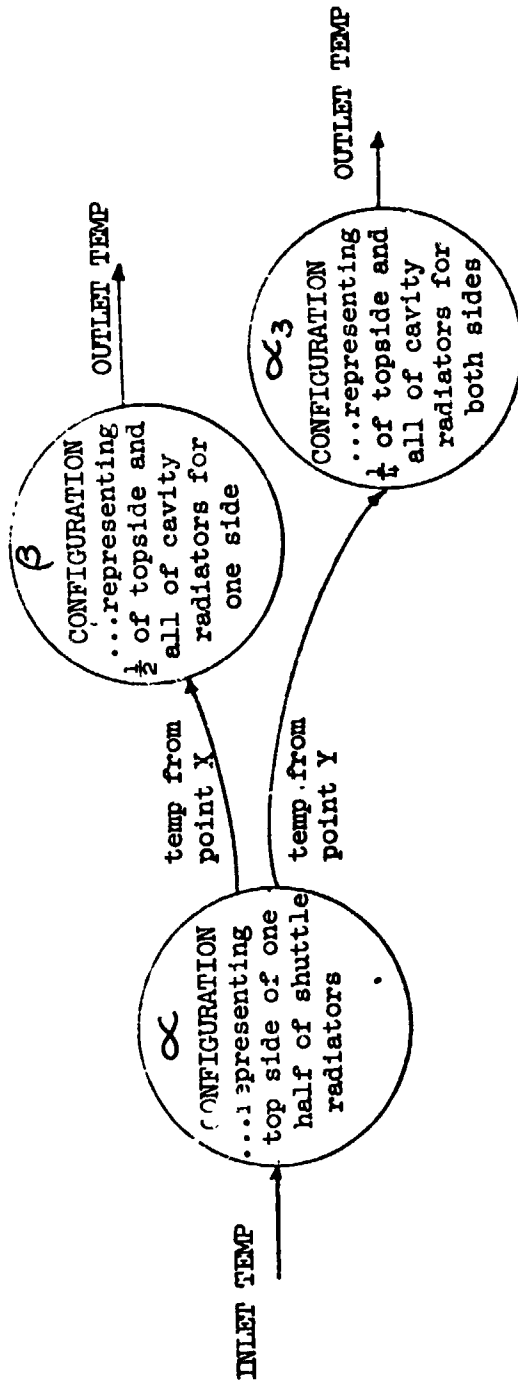 INLET TEMP
α
CONFIGURATION
...representing
top side of one
half of shuttle
radiators
temp from
point X
temp from
point Y
β
CONFIGURATION
...representing
½ of topside and
all of cavity
radiators for
one side
OUTLET TEMP
α3
CONFIGURATION
...representing
¼ of topside and
all of cavity
radiators for
both sides
OUTLET TEMP